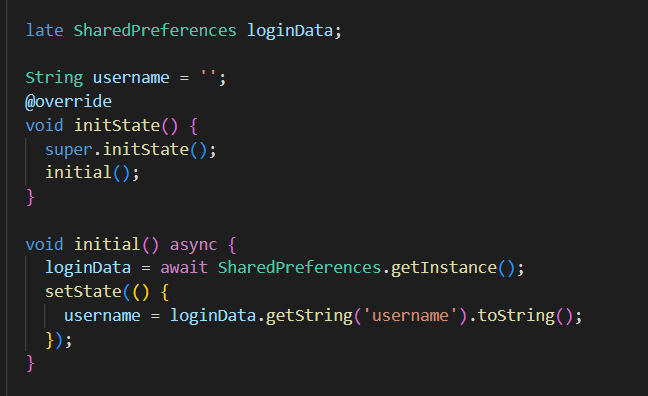 late SharedPreferences loginData;
String username = '';
@override
void initState() {
super.initState();
initial();
}
void initial() async {
loginData = await SharedPreferences.getInstance();
setState(() {
username = loginData.getString('username').toString();
});
}